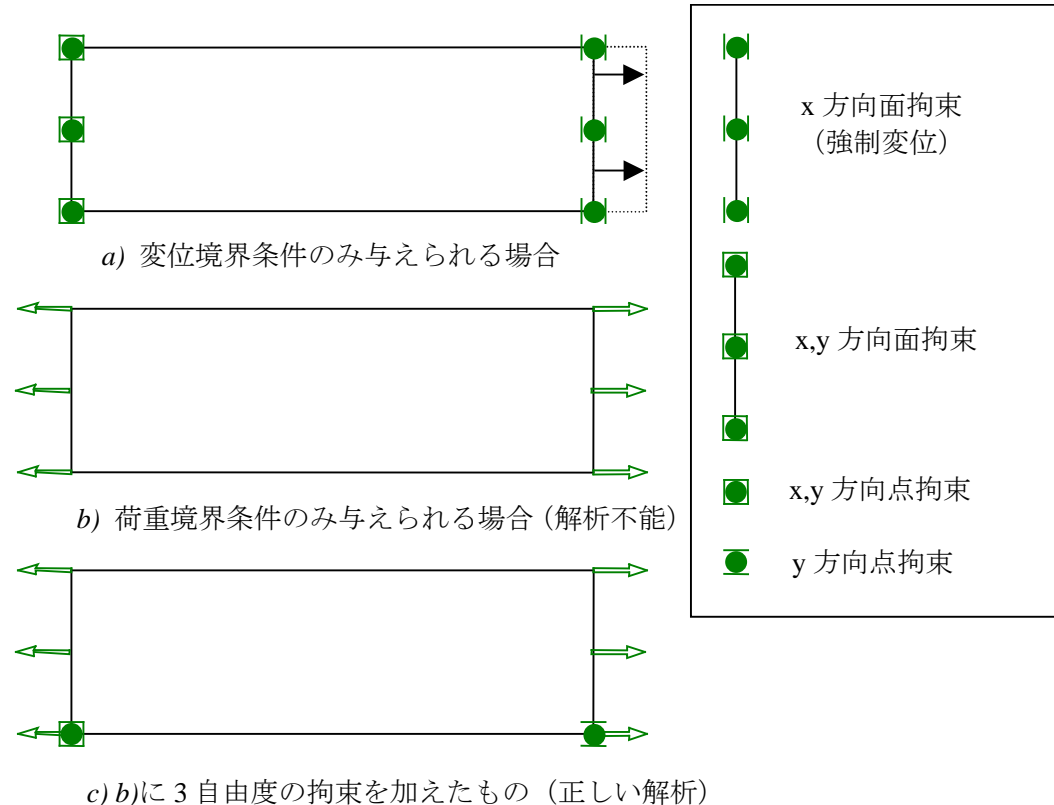 x 方向面拘束
(強制変位)
a) 変位境界条件のみ与えられる場合
x,y 方向面拘束
b) 荷重境界条件のみ与えられる場合(解析不能)
x,y 方向点拘束
y 方向点拘束
c) b)に 3 自由度の拘束を加えたもの(正しい解析)